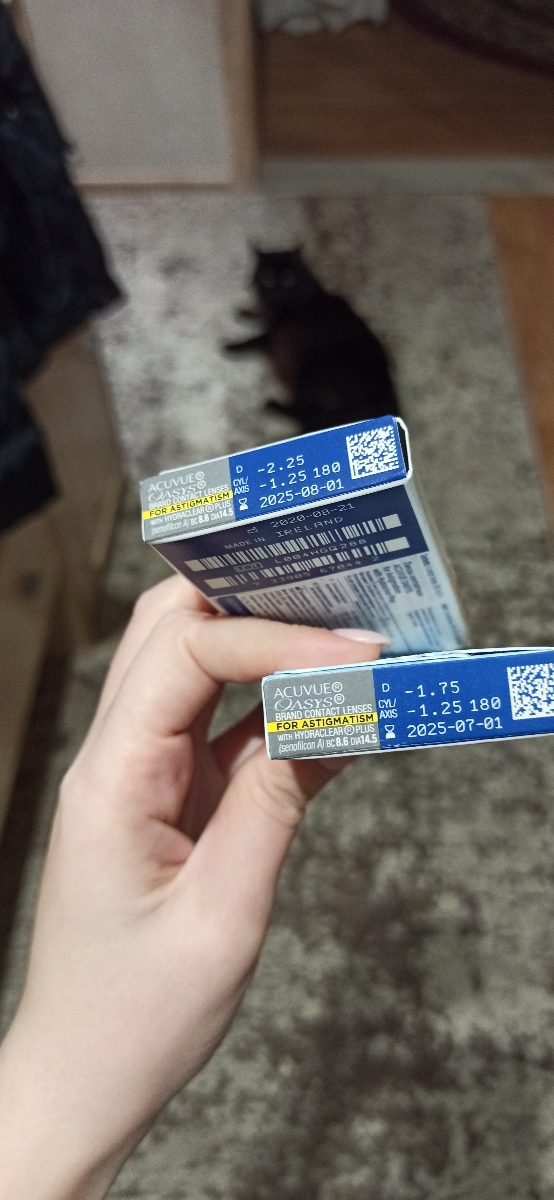 ACUVUE®
OASYS®
BRAND CONTACT LENSES
FOR ASTIGMATISM
WITH HYDRACLEAR® PLUS
(senofilcon A) BC 8.6 DIA 14.5
D -2.25
CYL/AXIS -1.25 180
2025-08-01
2020-08-21
MADE IN IRELAND
LOT L004HGQ288
ACUVUE®
OASYS®
BRAND CONTACT LENSES
FOR ASTIGMATISM
WITH HYDRACLEAR® PLUS
(senofilcon A) BC 8.6 DIA 14.5
D -1.75
CYL/AXIS -1.25 180
2025-07-01